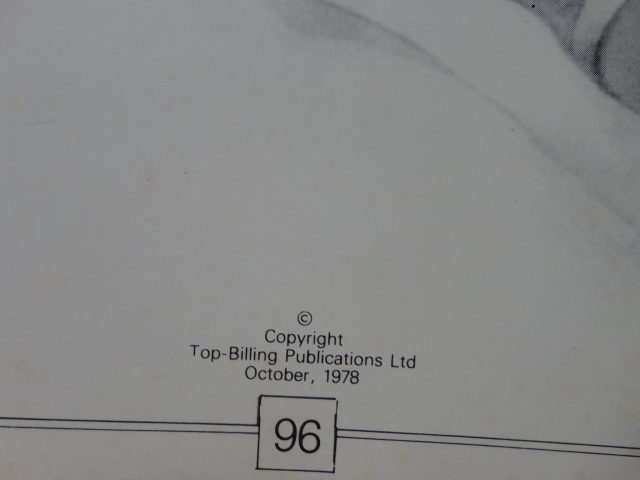 ©
Copyright
Top-Billing Publications Ltd
October, 1978
96